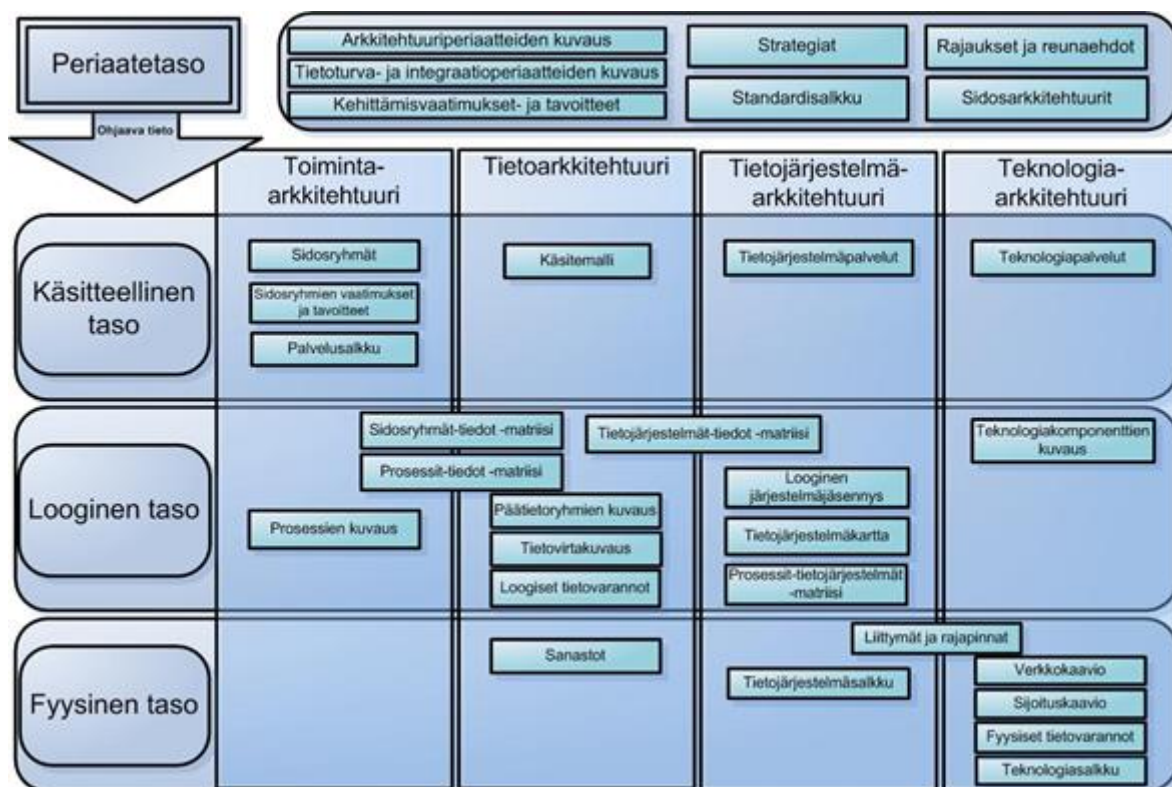 Periaatetaso
Ohjaava tieto
Arkkitehtuuriperiaatteiden kuvaus
Tietoturva- ja integraatioperiaatteiden kuvaus
Kehittämisvaatimukset- ja tavoitteet
Strategiat
Standardisalkku
Rajaukset ja reunaehdot
Sidosarkkitehtuurit
Toiminta-
arkkitehtuuri
Tietoarkkitehtuuri
Tietojärjestelmä-
arkkitehtuuri
Teknologia-
arkkitehtuuri
Käsitteellinen
taso
Sidosryhmät
Sidosryhmien vaatimukset
ja tavoitteet
Palvelusalkku
Käsitemalli
Tietojärjestelmäpalvelut
Teknologiapalvelut
Looginen taso
Sidosryhmät-tiedot -matriisi
Prosessit-tiedot -matriisi
Prosessien kuvaus
Tietojärjestelmät-tiedot -matriisi
Päätietoryhmien kuvaus
Tietovirtakuvaus
Loogiset tietovarannot
Looginen
järjestelmäjäsennys
Tietojärjestelmäkartta
Prosessit-tietojärjestelmät
-matriisi
Teknologiakomponenttien
kuvaus
Fyysinen taso
Sanastot
Tietojärjestelmäsalkku
Liittymät ja rajapinnat
Verkkokaavio
Sijoituskaavio
Fyysiset tietovarannot
Teknologiasalkku